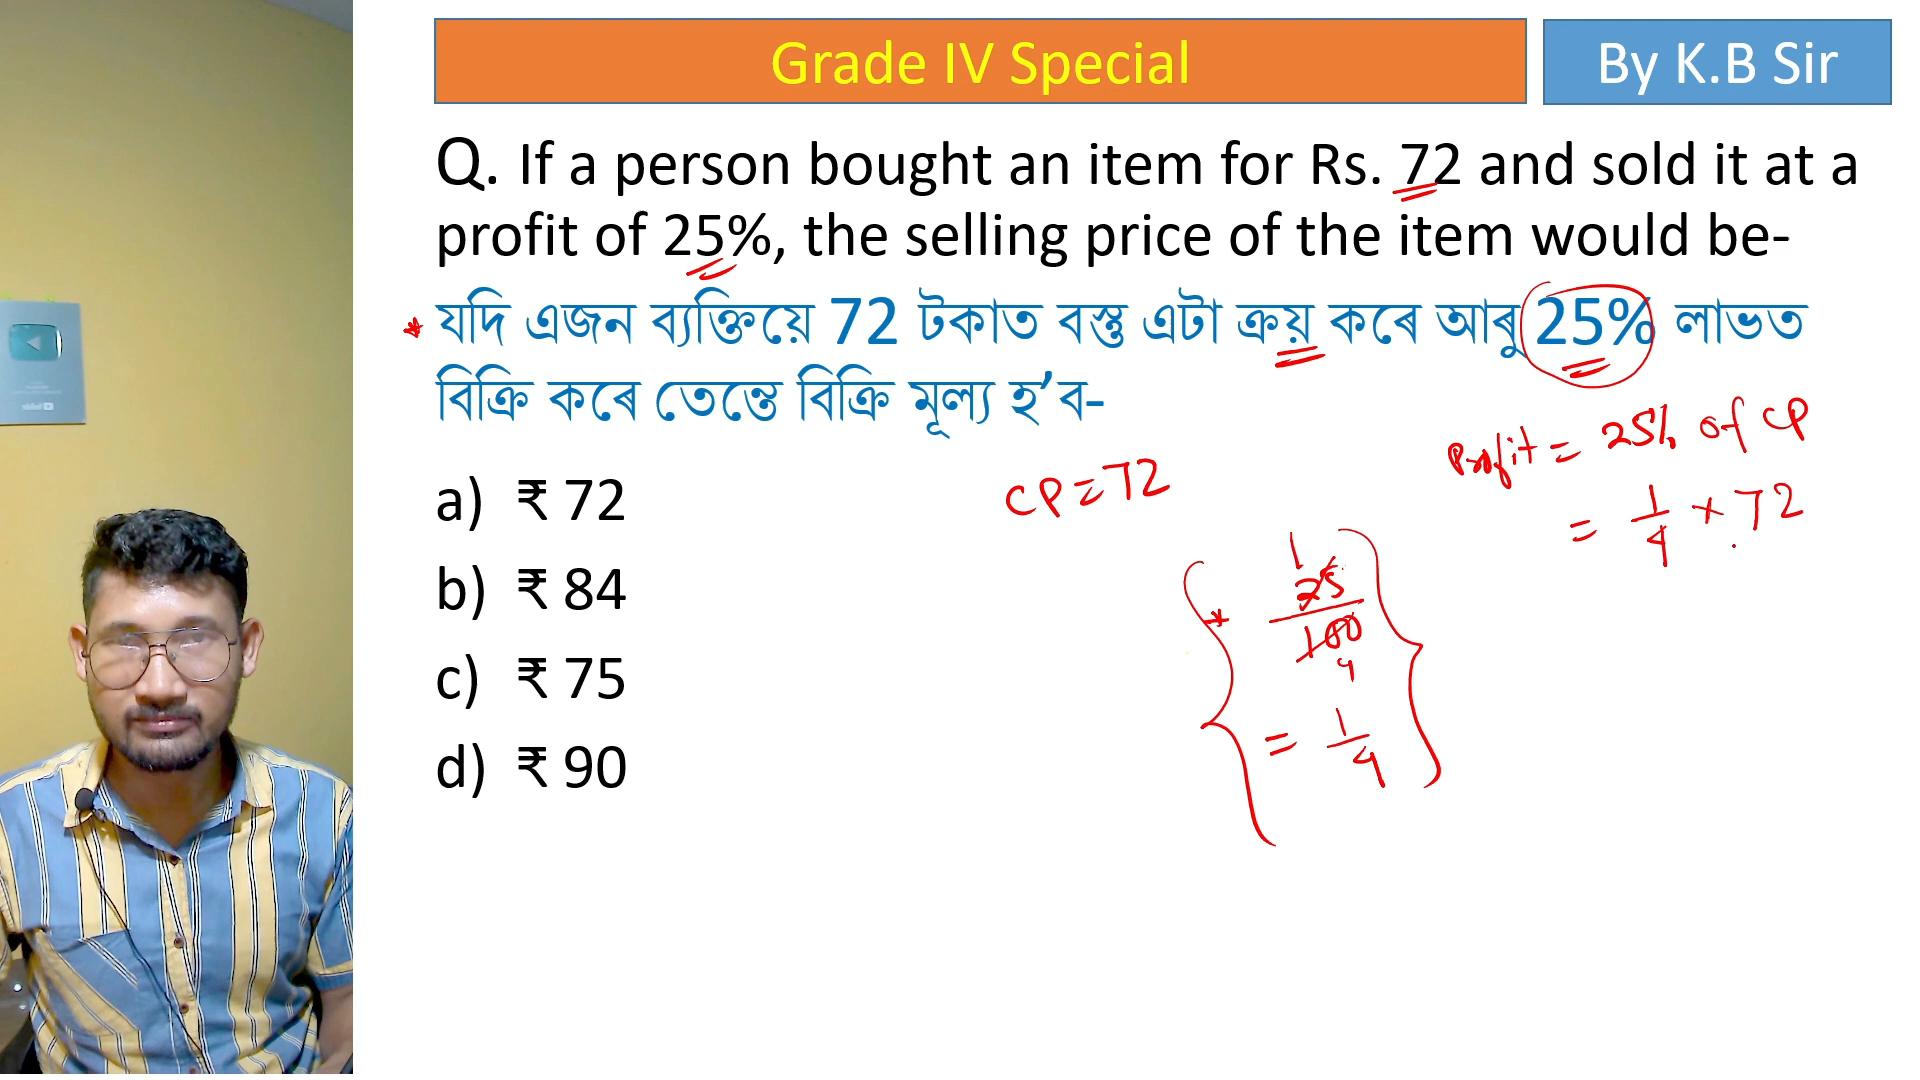 Grade IV Special
By K.B Sir
Q. If a person bought an item for Rs. 72 and sold it at a
profit of 25%, the selling price of the item would be-
* যদি এজন ব্যক্তিয়ে 72 টকাত বস্তু এটা ক্ৰয় কৰে আৰু 25% লাভত
বিক্ৰি কৰে তেন্তে বিক্ৰি মূল্য হ’ব-
a) ₹ 72
b) ₹ 84
c) ₹ 75
d) ₹ 90
CP = 72
Profit = 25% of CP
= 1/4 × 72
1
* 25/100
4
= 1/4